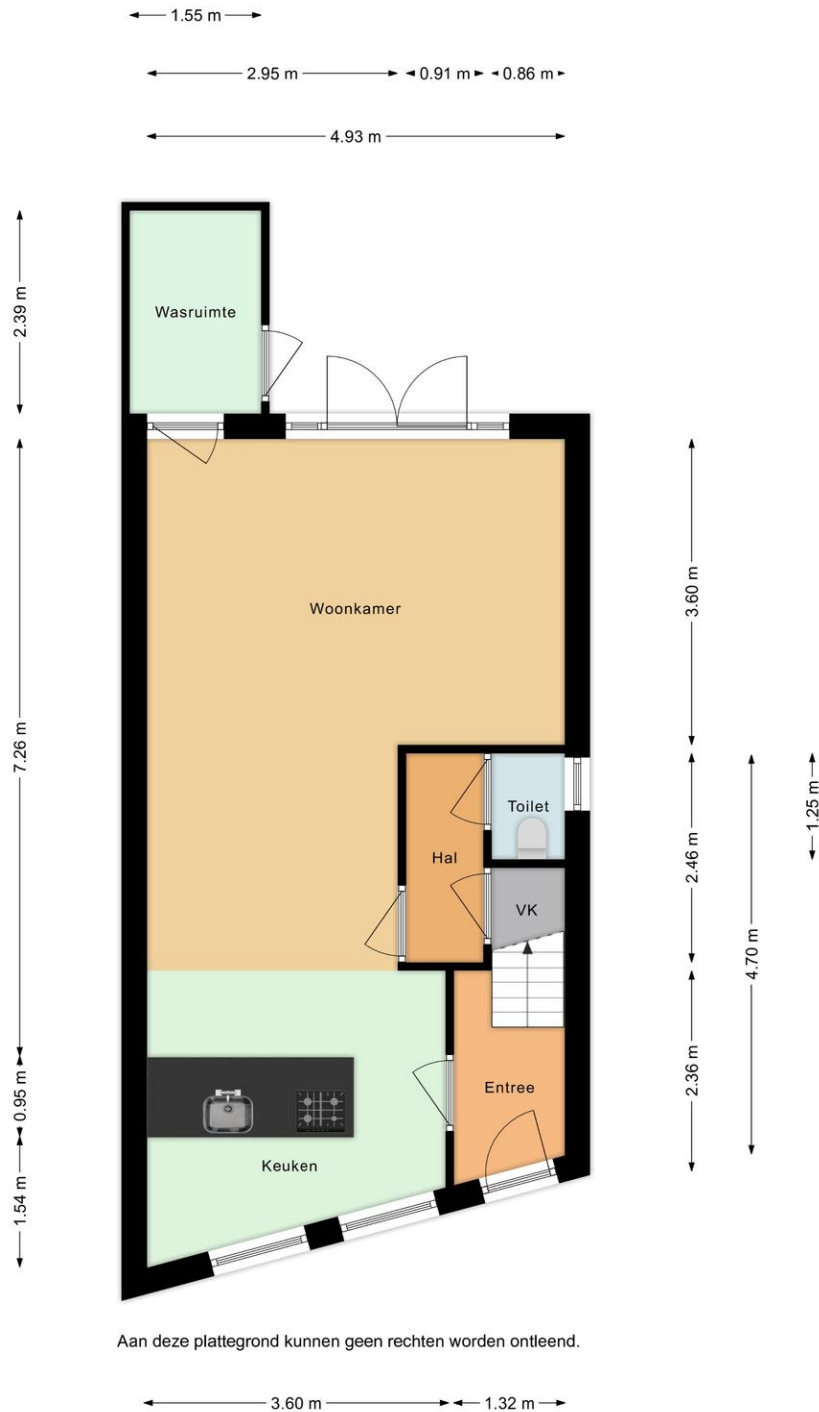 1.55 m
2.95 m
0.91 m
0.86 m
4.93 m
2.39 m
Wasruimte
3.60 m
Woonkamer
7.26 m
1.25 m
Toilet
2.46 m
Hal
VK
4.70 m
2.36 m
Entree
0.95 m
Keuken
1.54 m
Aan deze plattegrond kunnen geen rechten worden ontleend.
3.60 m
1.32 m